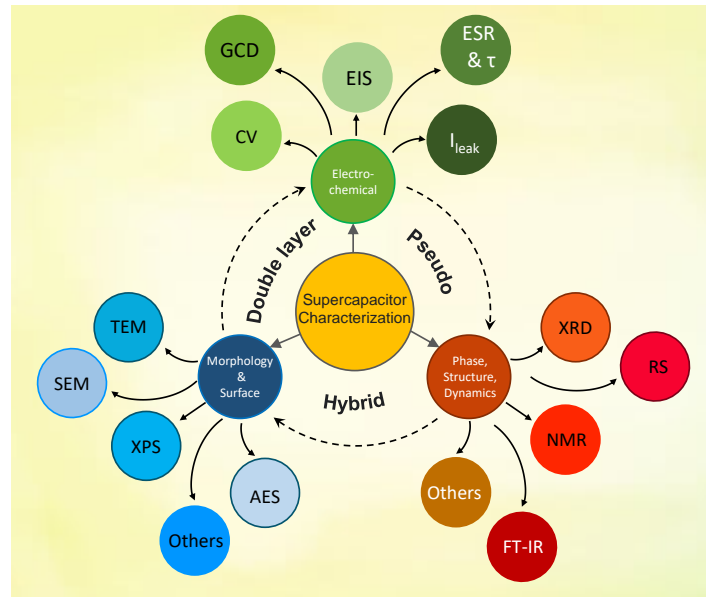 GCD
EIS
ESR
& τ
CV
I leak
Electro-
chemical
Double layer
Pseudo
Hybrid
Supercapacitor
Characterization
TEM
SEM
XPS
Others
AES
Morphology
&
Surface
Phase,
Structure,
Dynamics
XRD
RS
NMR
Others
FT-IR